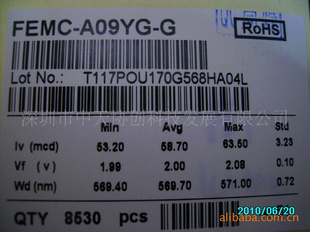 FEMC-A09YG-G
RoHS
Lot No.: T117POU170G568HA04L
Min Avg Max Std
Iv (mcd) 53.20 58.70 63.50 3.23
Vf (v) 1.99 2.00 2.08 0.10
Wd (nm) 569.40 569.70 571.00 0.72
QTY 8530 pcs
2010/06/20